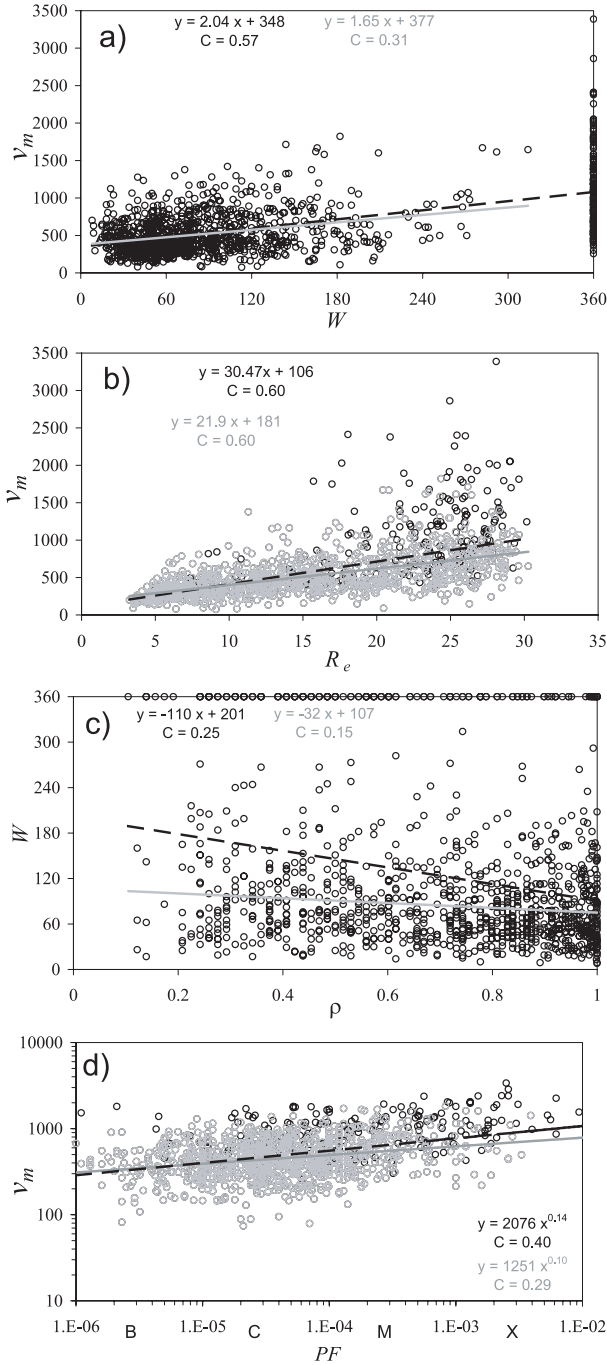 a)
y = 2.04 x + 348
C = 0.57
y = 1.65 x + 377
C = 0.31
3500
3000
2500
2000
1500
1000
500
0
v_m
0 60 120 180 240 300 360
W
b)
y = 30.47x + 106
C = 0.60
y = 21.9 x + 181
C = 0.60
3500
3000
2500
2000
1500
1000
500
0
v_m
0 5 10 15 20 25 30 35
R_e
c)
y = -110 x + 201
C = 0.25
y = -32 x + 107
C = 0.15
360
300
240
180
120
60
0
W
0 0.2 0.4 0.6 0.8 1
ρ
d)
10000
1000
100
10
v_m
y = 2076 x^0.14
C = 0.40
y = 1251 x^0.10
C = 0.29
1.E-06 1.E-05 1.E-04 1.E-03 1.E-02
B C M X
PF